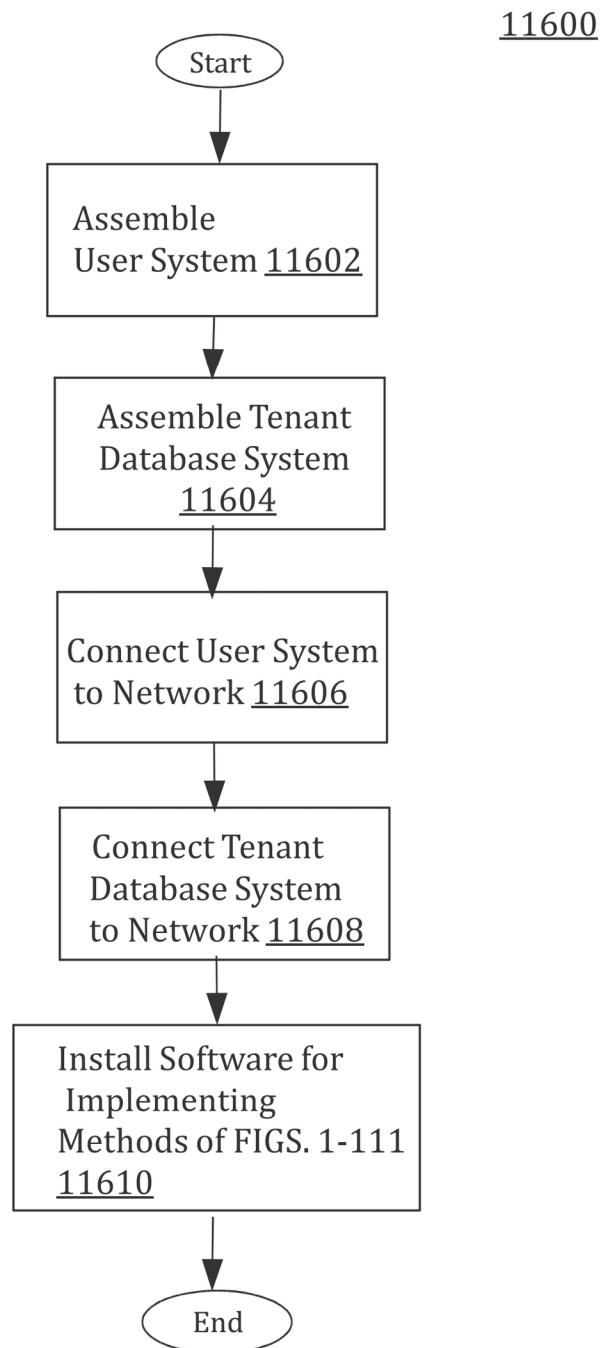 11600
Start
Assemble
User System 11602
Assemble Tenant
Database System
11604
Connect User System
to Network 11606
Connect Tenant
Database System
to Network 11608
Install Software for
Implementing
Methods of FIGS. 1-111
11610
End